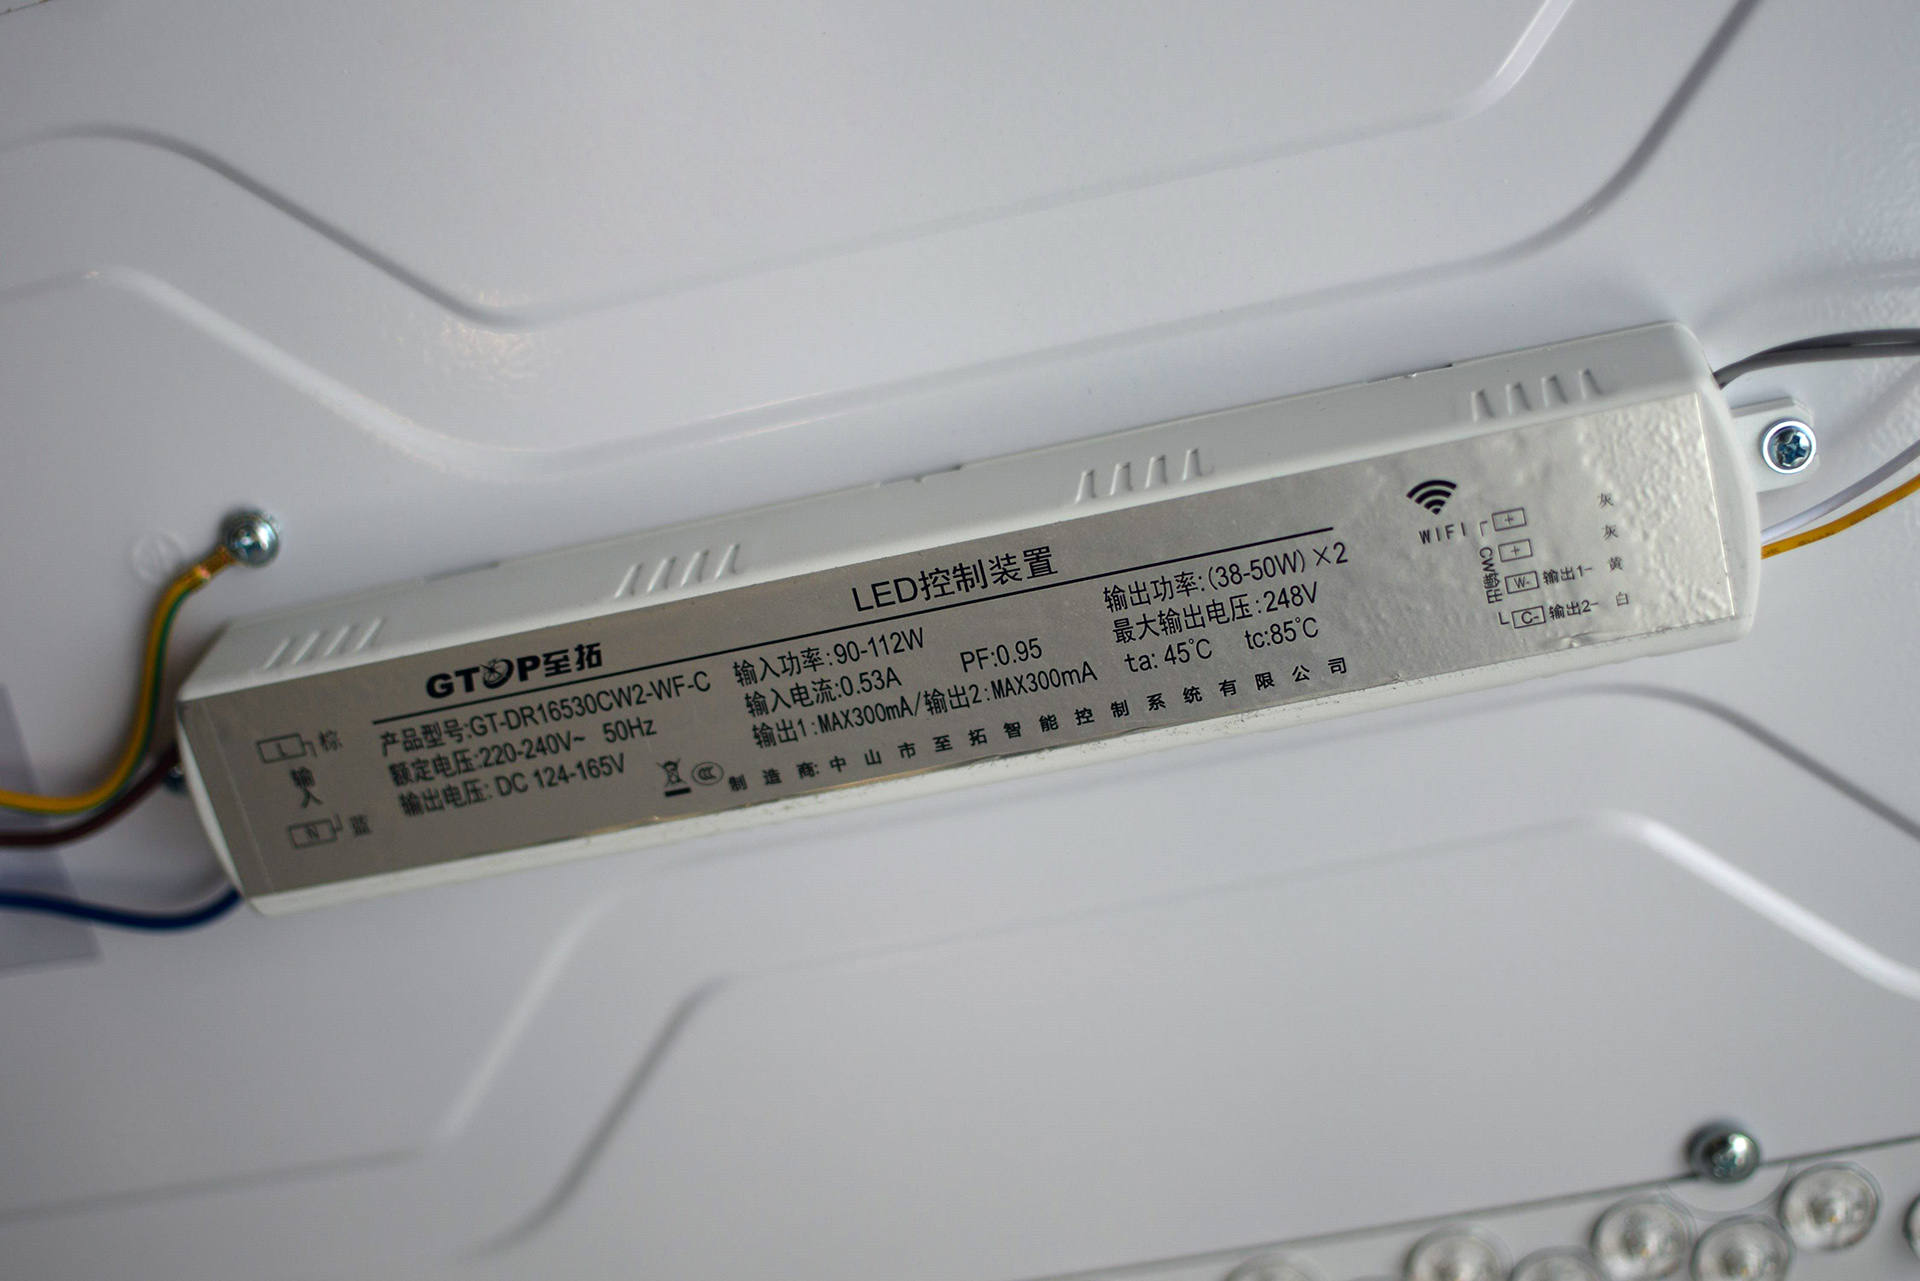 LED控制装置
GTOP至拓
产品型号:GT-DR16530CW2-WF-C
额定电压:220-240V~ 50Hz
输出电压: DC 124-165V
输入功率:90-112W
输入电流:0.53A PF:0.95
输出1:MAX300mA/输出2:MAX300mA
输出功率:(38-50W)×2
最大输出电压:248V
ta: 45℃ tc:85℃
制造商:中山市至拓智能控制系统有限公司
L 棕
输入
N 蓝
WIFI
CW输出
L + 灰
+ 灰
W- 输出1- 黄
L C- 输出2- 白
CCC